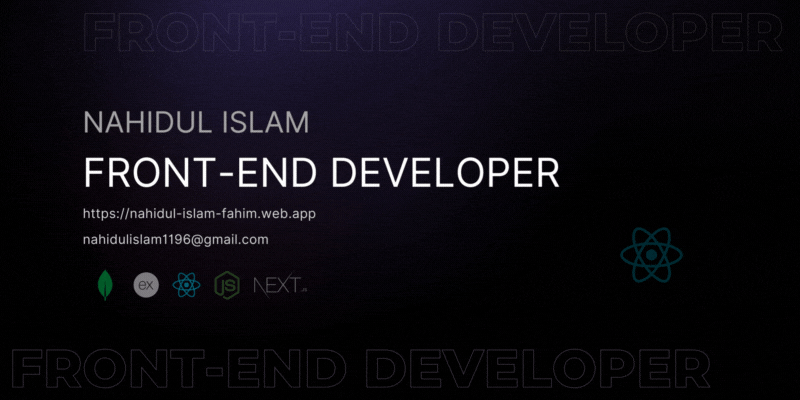 FRONT-END DEVELOPER
NAHIDUL ISLAM
FRONT-END DEVELOPER
https://nahidul-islam-fahim.web.app
nahidulislam1196@gmail.com
ex JS NEXT.JS
FRONT-END DEVELOPER